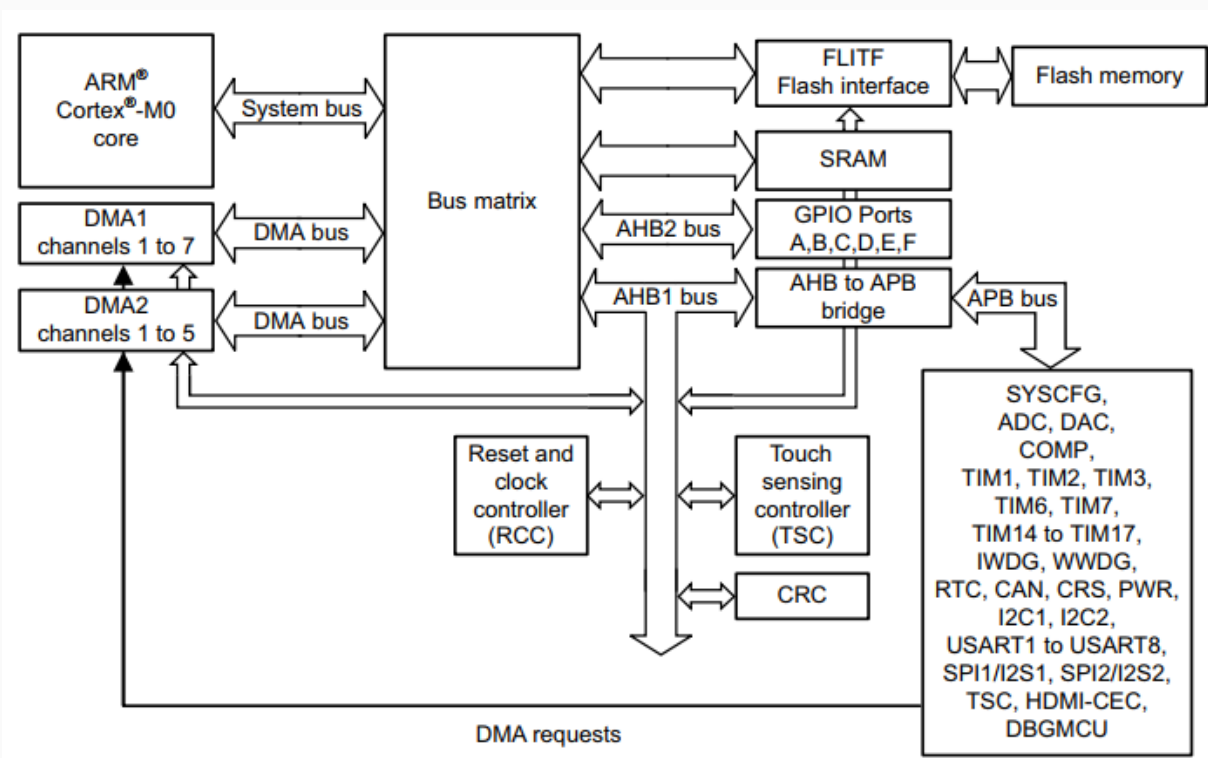 ARM®
Cortex®-M0
core
System bus
Bus matrix
FLITF
Flash interface
Flash memory
SRAM
DMA1
channels 1 to 7
DMA bus
AHB2 bus
GPIO Ports
A,B,C,D,E,F
DMA2
channels 1 to 5
DMA bus
AHB1 bus
AHB to APB
bridge
APB bus
Reset and
clock
controller
(RCC)
Touch
sensing
controller
(TSC)
CRC
SYSCFG,
ADC, DAC,
COMP,
TIM1, TIM2, TIM3,
TIM6, TIM7,
TIM14 to TIM17,
IWDG, WWDG,
RTC, CAN, CRS, PWR,
I2C1, I2C2,
USART1 to USART8,
SPI1/I2S1, SPI2/I2S2,
TSC, HDMI-CEC,
DBGMCU
DMA requests